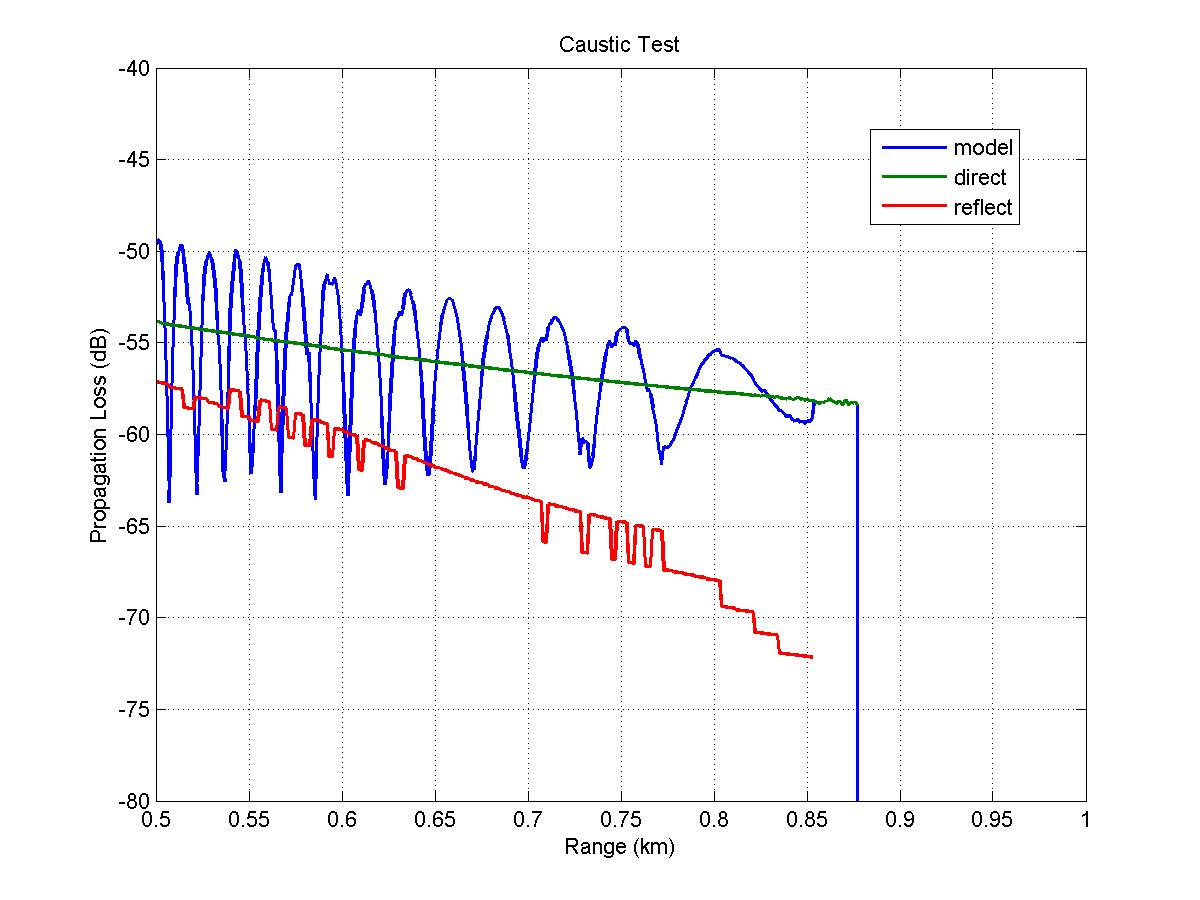 Caustic Test
-40
-45
-50
-55
-60
-65
-70
-75
-80
Propagation Loss (dB)
model
direct
reflect
0.5 0.55 0.6 0.65 0.7 0.75 0.8 0.85 0.9 0.95 1
Range (km)